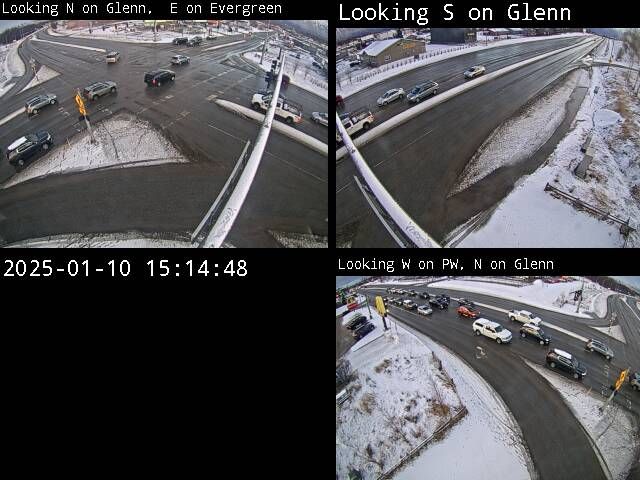 Looking N on Glenn,  E on Evergreen
Looking S on Glenn
2025-01-10 15:14:48
Looking W on PW, N on Glenn